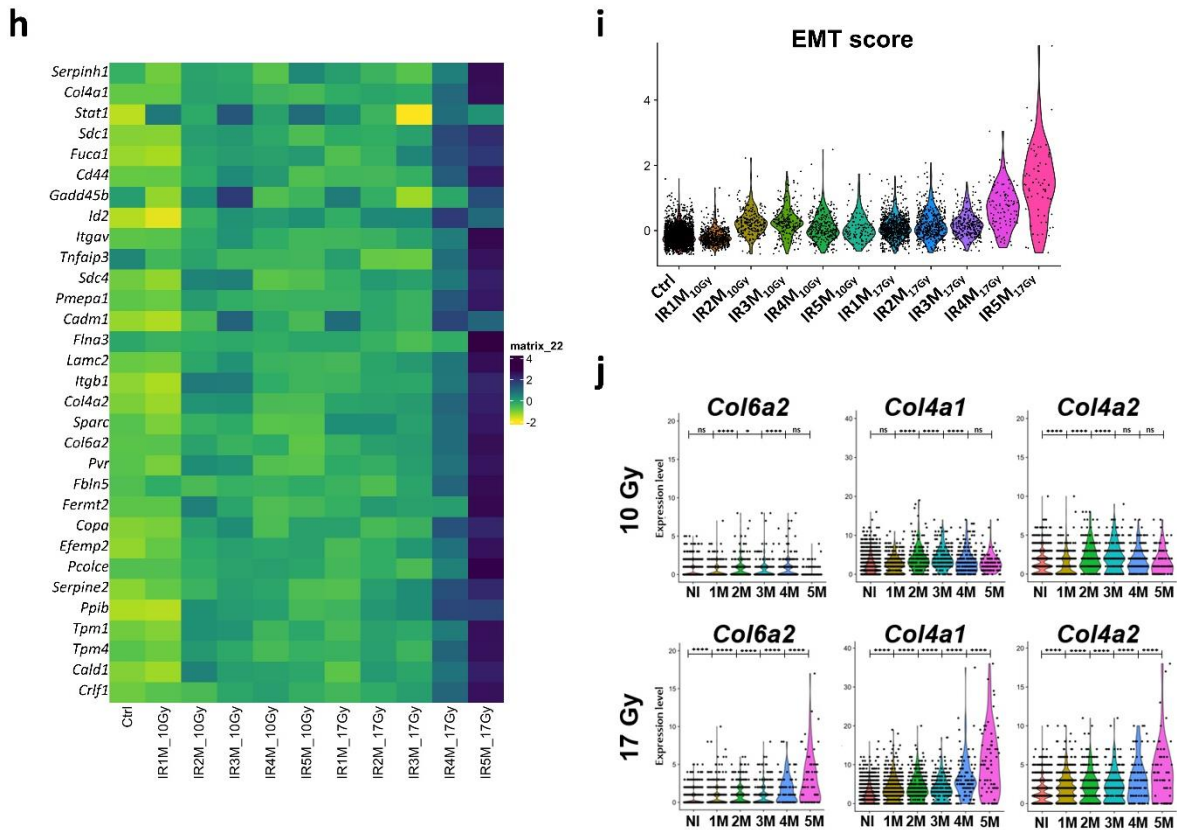 h
Serpinh1
Col4a1
Stat1
Sdc1
Fuca1
Cd44
Gadd45b
Id2
Itgav
Tnfaip3
Sdc4
Pmepa1
Cadm1
Flna3
Lamc2
Itgb1
Col4a2
Sparc
Col6a2
Pvr
Fbln5
Fermt2
Copa
Efemp2
Pcolce
Serpine2
Ppib
Tpm1
Tpm4
Cald1
Crlf1
Ctrl
IR1M_10Gy
IR2M_10Gy
IR3M_10Gy
IR4M_10Gy
IR5M_10Gy
IR1M_17Gy
IR2M_17Gy
IR3M_17Gy
IR4M_17Gy
IR5M_17Gy
matrix_22
4
2
0
-2
i
EMT score
4
2
0
Ctrl
IR1M10Gy
IR2M10Gy
IR3M10Gy
IR4M10Gy
IR5M10Gy
IR1M17Gy
IR2M17Gy
IR3M17Gy
IR4M17Gy
IR5M17Gy
j
10 Gy
Col6a2
ns **** * **** ns
Expression level
20
15
10
5
0
NI 1M 2M 3M 4M 5M
Col4a1
ns **** **** **** ns
40
30
20
10
0
NI 1M 2M 3M 4M 5M
Col4a2
**** **** **** ns ns
20
15
10
5
0
NI 1M 2M 3M 4M 5M
17 Gy
Col6a2
**** **** **** **** ****
Expression level
20
15
10
5
0
NI 1M 2M 3M 4M 5M
Col4a1
**** **** **** **** ****
40
30
20
10
0
NI 1M 2M 3M 4M 5M
Col4a2
**** **** **** **** ****
20
15
10
5
0
NI 1M 2M 3M 4M 5M